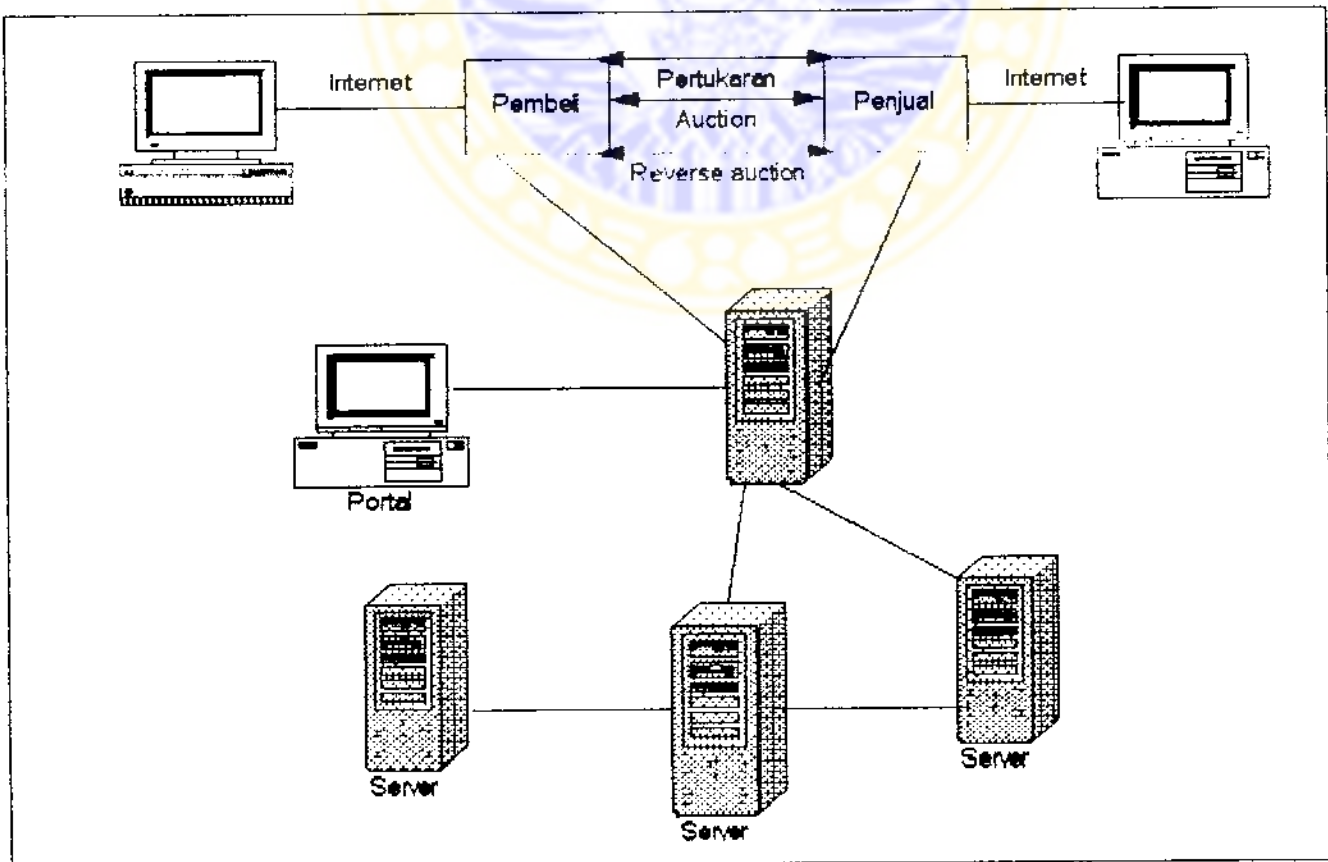 Internet
Pembeli
Pertukaran
Auction
Reverse auction
Penjual
Internet
Portal
Server
Server
Server